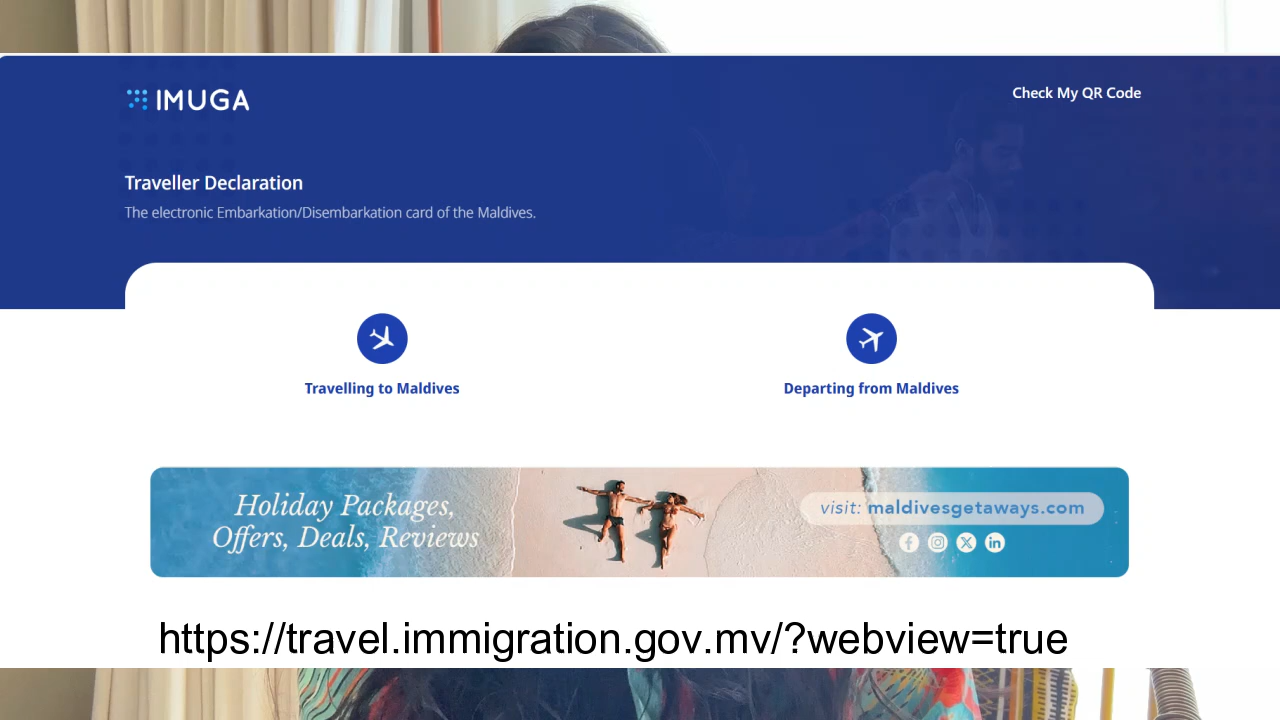 IMUGA
Check My QR Code
Traveller Declaration
The electronic Embarkation/Disembarkation card of the Maldives.
Travelling to Maldives
Departing from Maldives
Holiday Packages,
Offers, Deals, Reviews
visit: maldivesgetaways.com
https://travel.immigration.gov.mv/?webview=true